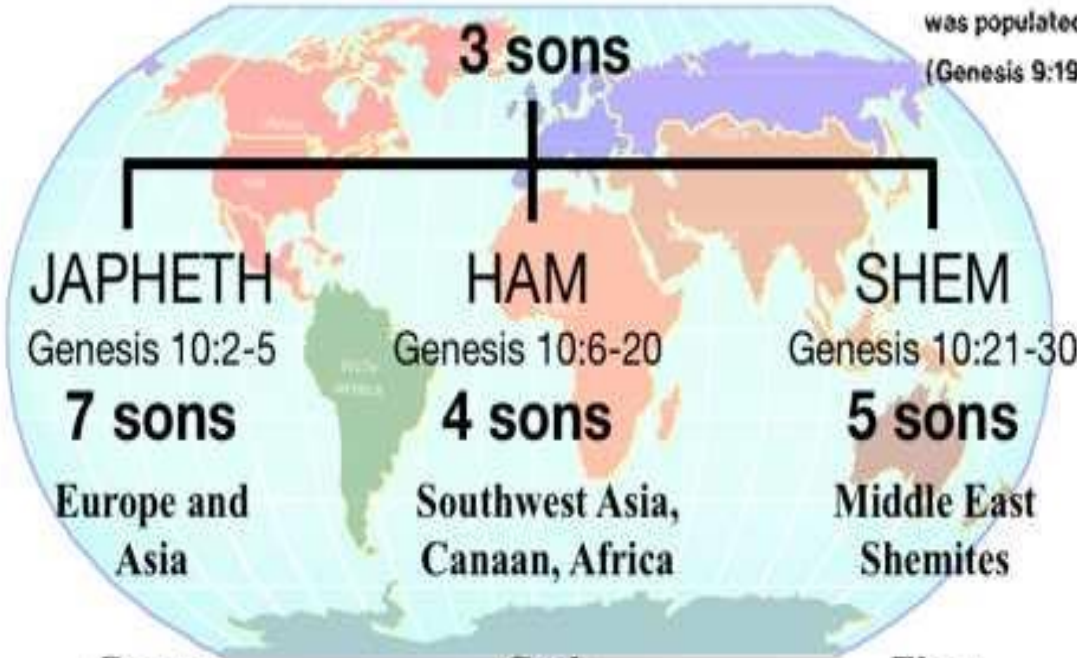 was populated
(Genesis 9:19
3 sons
JAPHETH
HAM
SHEM
Genesis 10:2-5
Genesis 10:6-20
Genesis 10:21-30
7 sons
4 sons
5 sons
Europe and
Asia
Southwest Asia,
Canaan, Africa
Middle East
Shemites